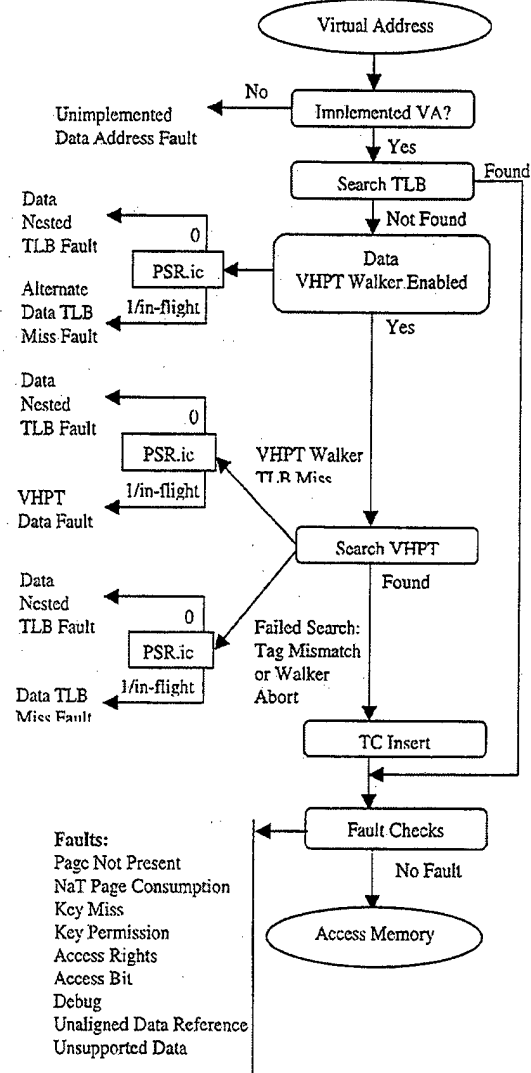 Virtual Address
No
Implemented VA?
Unimplemented
Data Address Fault
Yes
Search TLB
Found
Not Found
Data
Nested
TLB Fault
0
PSR.ic
Data
VHPT Walker Enabled
Alternate
Data TLB
Miss Fault
1/in-flight
Yes
Data
Nested
TLB Fault
0
PSR.ic
VHPT Walker
TLB Miss
1/in-flight
VHPT
Data Fault
Search VHPT
Found
Data
Nested
TLB Fault
0
PSR.ic
Failed Search:
Tag Mismatch
or Walker
Abort
1/in-flight
Data TLB
Miss Fault
TC Insert
Fault Checks
No Fault
Access Memory
Faults:
Page Not Present
NaT Page Consumption
Key Miss
Key Permission
Access Rights
Access Bit
Debug
Unaligned Data Reference
Unsupported Data